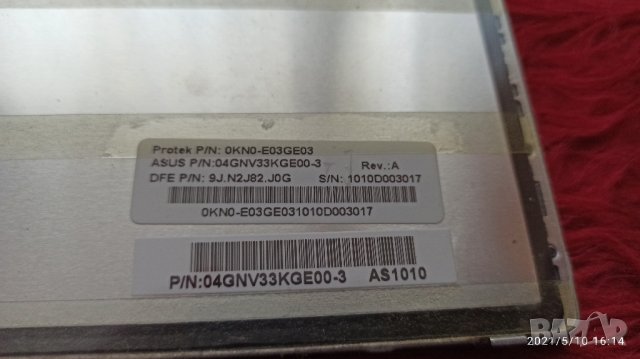 Protek P/N: 0KN0-E03GE03
ASUS P/N:04GNV33KGE00-3 Rev.:A
DFE P/N: 9J.N2J82.J0G S/N: 1010D003017
0KN0-E03GE031010D003017
P/N:04GNV33KGE00-3 AS1010
BAZAR
2021/5/10 16:14